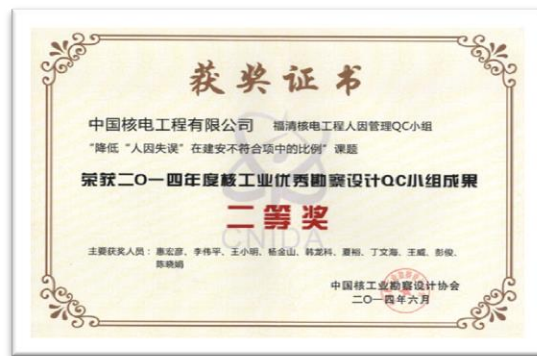 获奖证书
中国核电工程有限公司 福清核电工程人因管理QC小组
“降低“人因失误”在建安不符合项中的比例”课题
荣获二〇一四年度核工业优秀勘察设计QC小组成果
二等奖
CNIDA
主要获奖人员：惠宏彦、李伟平、王小明、杨金山、韩龙科、夏裕、丁文海、王威、彭俊、
陈晓娟
中国核工业勘察设计协会
二〇一四年六月